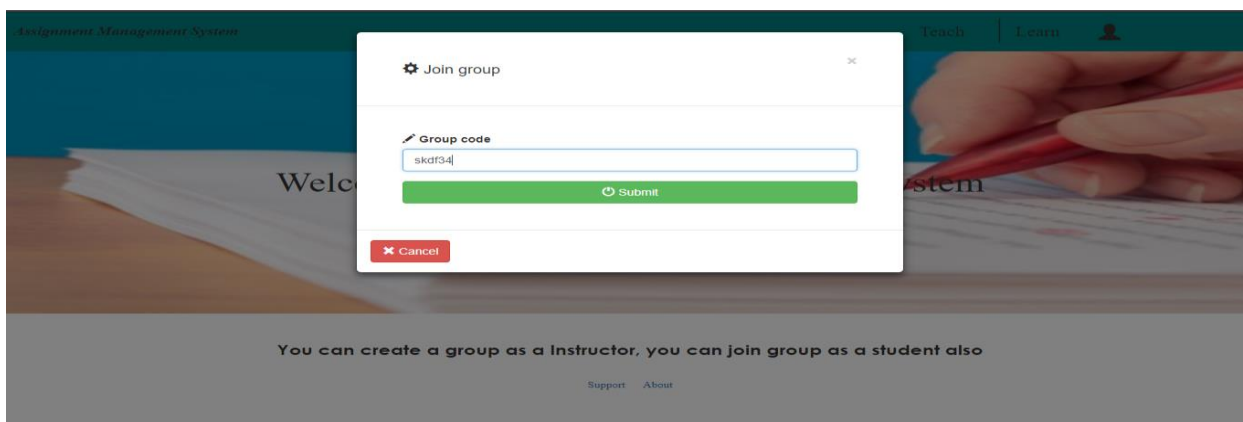 Assignment Management System
Teach Learn
Join group
×
Group code
skdf34
Submit
Welc
stem
Cancel
You can create a group as a Instructor, you can join group as a student also
Support About